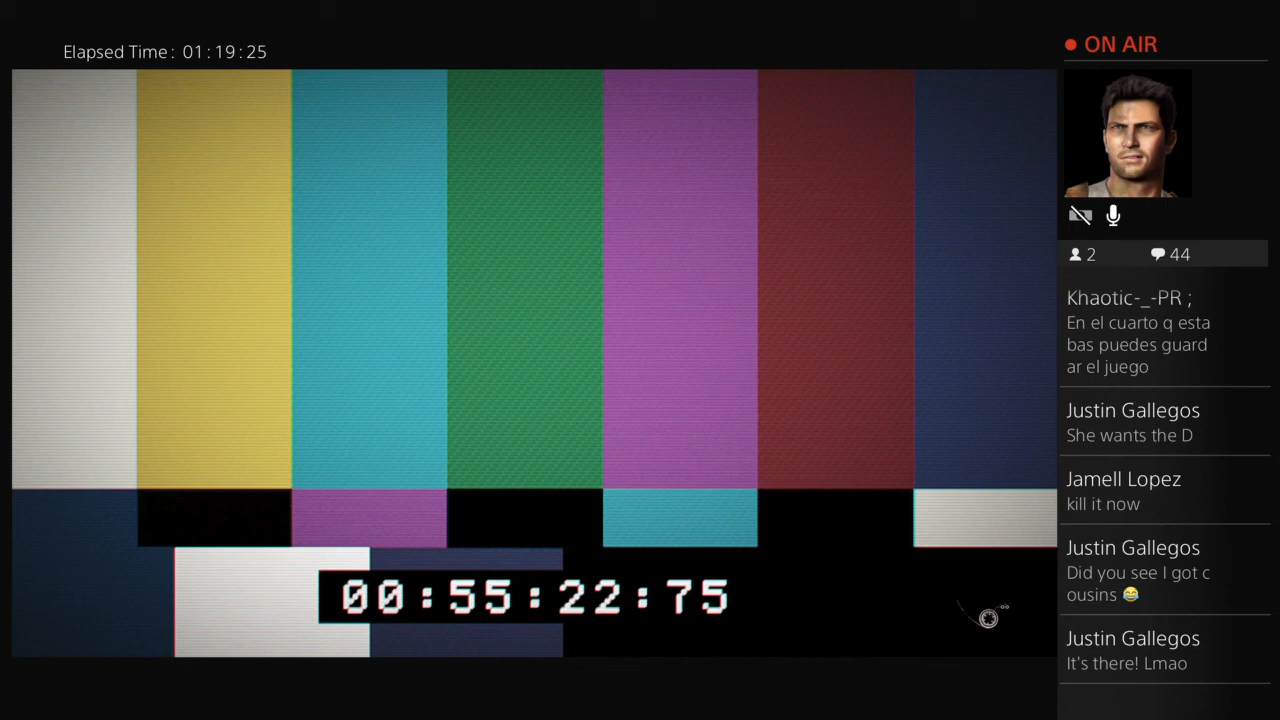 Elapsed Time: 01:19:25
ON AIR
2
44
Khaotic-_-PR ;
En el cuarto q esta
bas puedes guard
ar el juego
Justin Gallegos
She wants the D
Jamell Lopez
kill it now
Justin Gallegos
Did you see I got c
ousins 😂
Justin Gallegos
It's there! Lmao
00:55:22:75